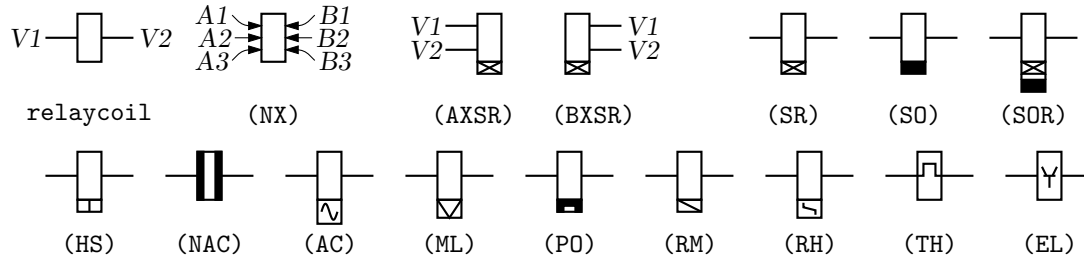 A1 B1 V1 V1
V1 V2 A2 B2 V2 V2
A3 B3
relaycoil (NX) (AXSR) (BXSR) (SR) (SO) (SOR)
(HS) (NAC) (AC) (ML) (PO) (RM) (RH) (TH) (EL)